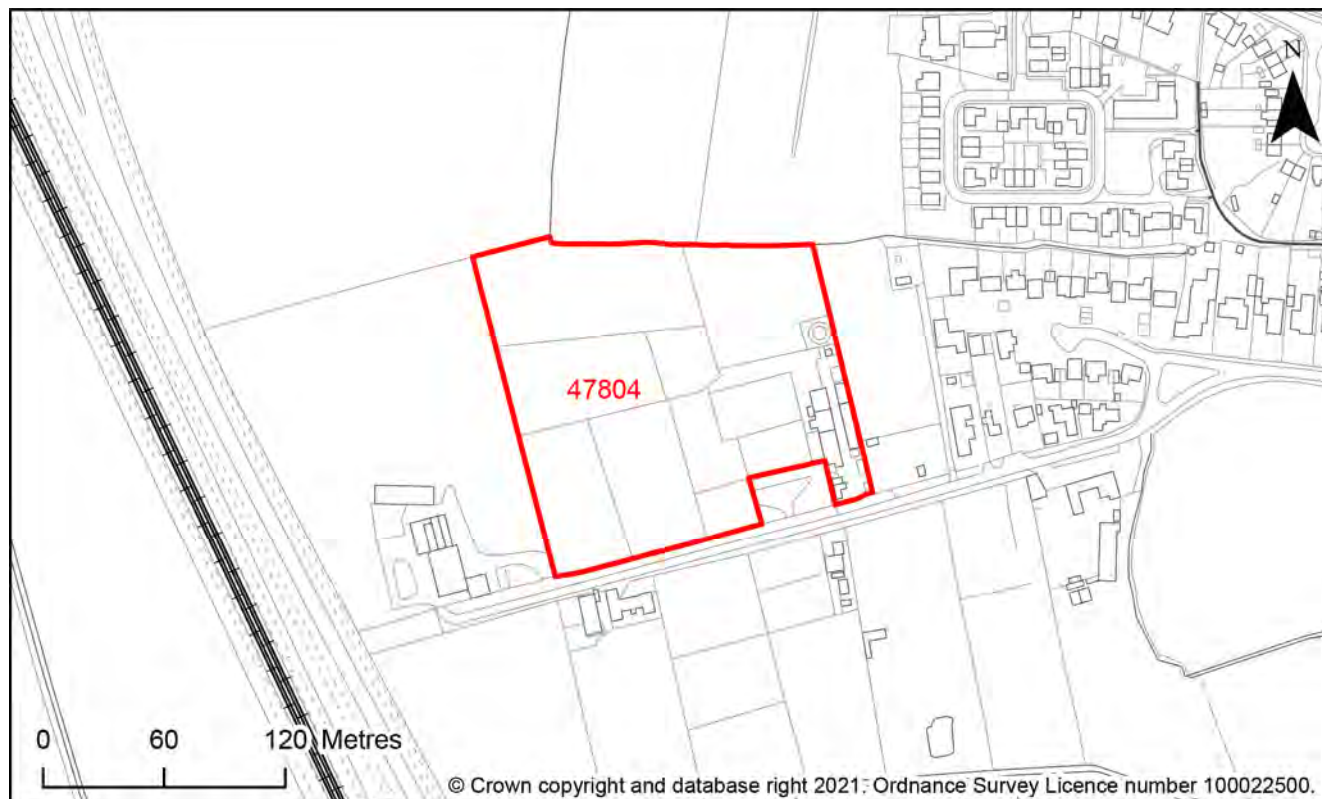 N
47804
0 60 120 Metres
© Crown copyright and database right 2021. Ordnance Survey Licence number 100022500.